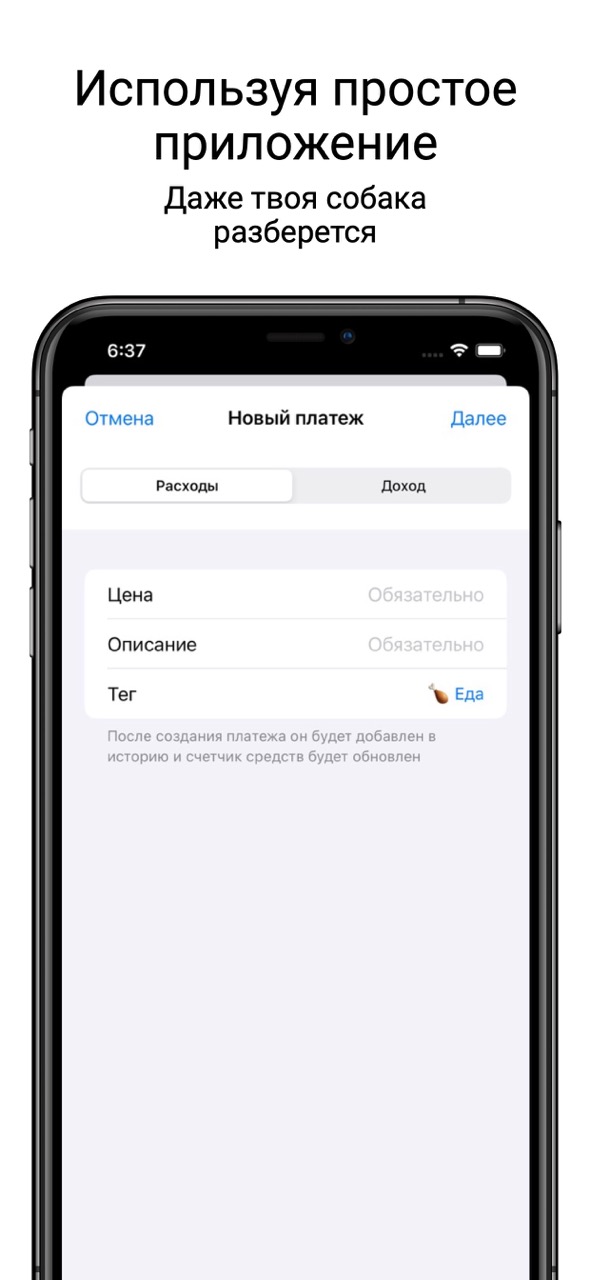 Используя простое
приложение
Даже твоя собака
разберется
6:37
Отмена Новый платеж Далее
Расходы Доход
Цена Обязательно
Описание Обязательно
Тег 🍗 Еда
После создания платежа он будет добавлен в
историю и счетчик средств будет обновлен